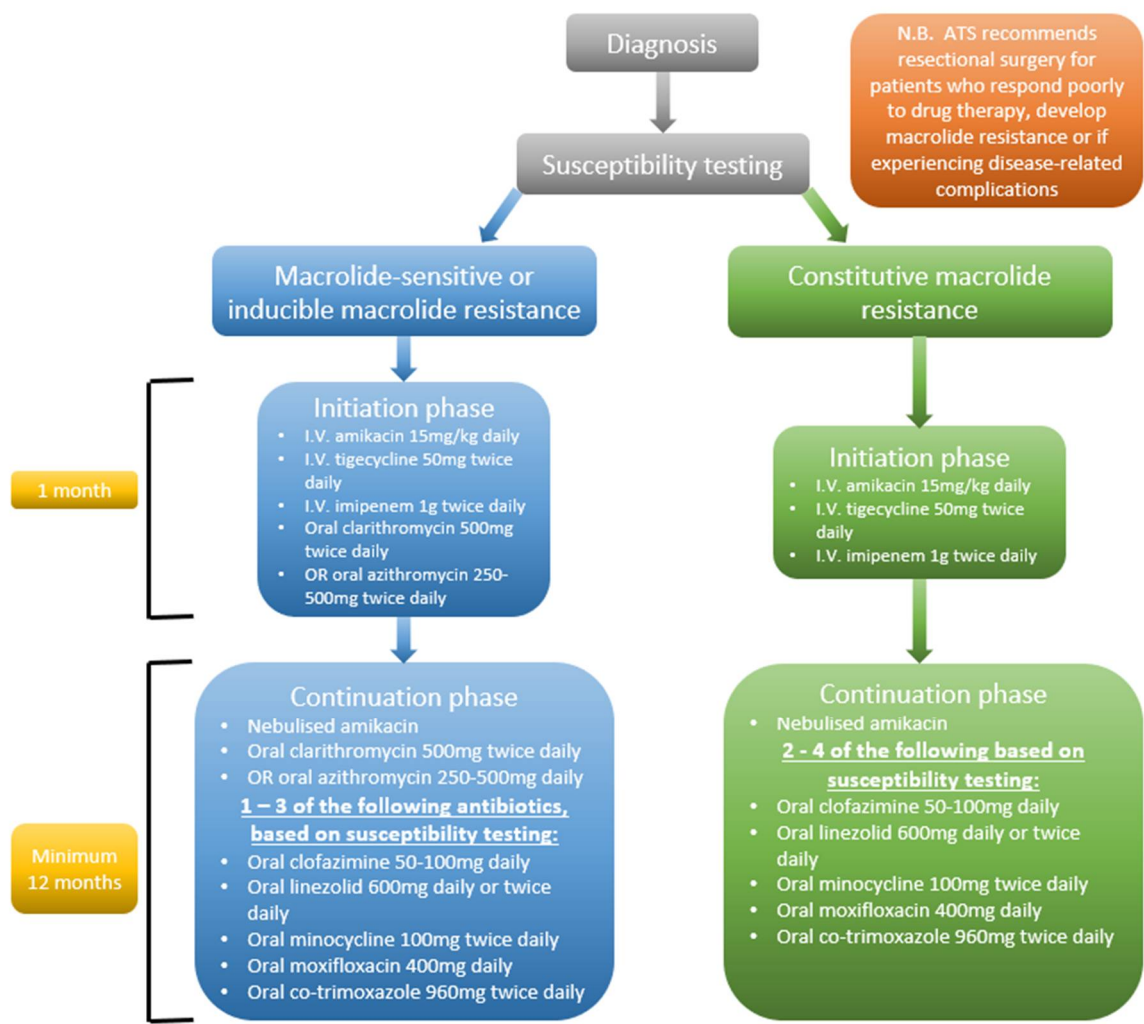 Diagnosis
N.B. ATS recommends
resectional surgery for
patients who respond poorly
to drug therapy, develop
macrolide resistance or if
experiencing disease-related
complications
Susceptibility testing
Macrolide-sensitive or
inducible macrolide resistance
Constitutive macrolide
resistance
1 month
Initiation phase
• I.V. amikacin 15mg/kg daily
• I.V. tigecycline 50mg twice
daily
• I.V. imipenem 1g twice daily
• Oral clarithromycin 500mg
twice daily
• OR oral azithromycin 250-
500mg twice daily
Initiation phase
• I.V. amikacin 15mg/kg daily
• I.V. tigecycline 50mg twice
daily
• I.V. imipenem 1g twice daily
Minimum
12 months
Continuation phase
• Nebulised amikacin
• Oral clarithromycin 500mg twice daily
• OR oral azithromycin 250-500mg daily
1 – 3 of the following antibiotics,
based on susceptibility testing:
• Oral clofazimine 50-100mg daily
• Oral linezolid 600mg daily or twice
daily
• Oral minocycline 100mg twice daily
• Oral moxifloxacin 400mg daily
• Oral co-trimoxazole 960mg twice daily
Continuation phase
• Nebulised amikacin
2 - 4 of the following based on
susceptibility testing:
• Oral clofazimine 50-100mg daily
• Oral linezolid 600mg daily or twice
daily
• Oral minocycline 100mg twice daily
• Oral moxifloxacin 400mg daily
• Oral co-trimoxazole 960mg twice daily